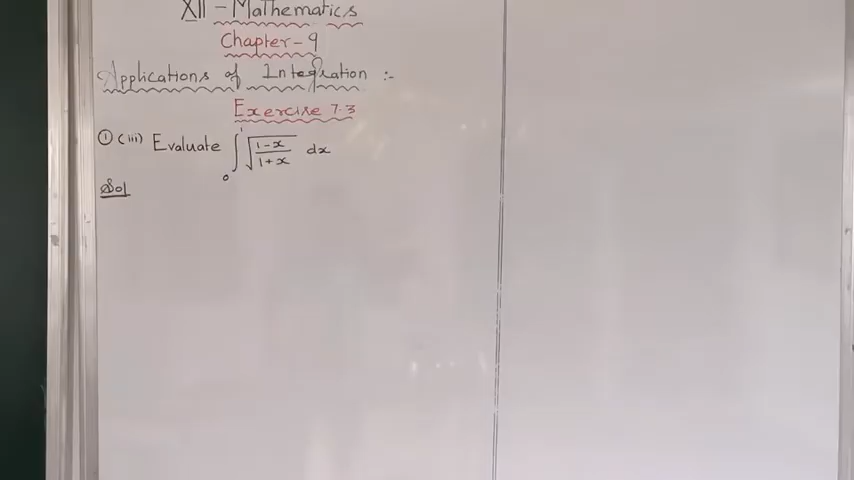 XII - Mathematics
Chapter - 9
Applications of Integration :-
Exercise 7.3
① (iii) Evaluate ∫₀¹ √((1-x)/(1+x)) dx
Sol